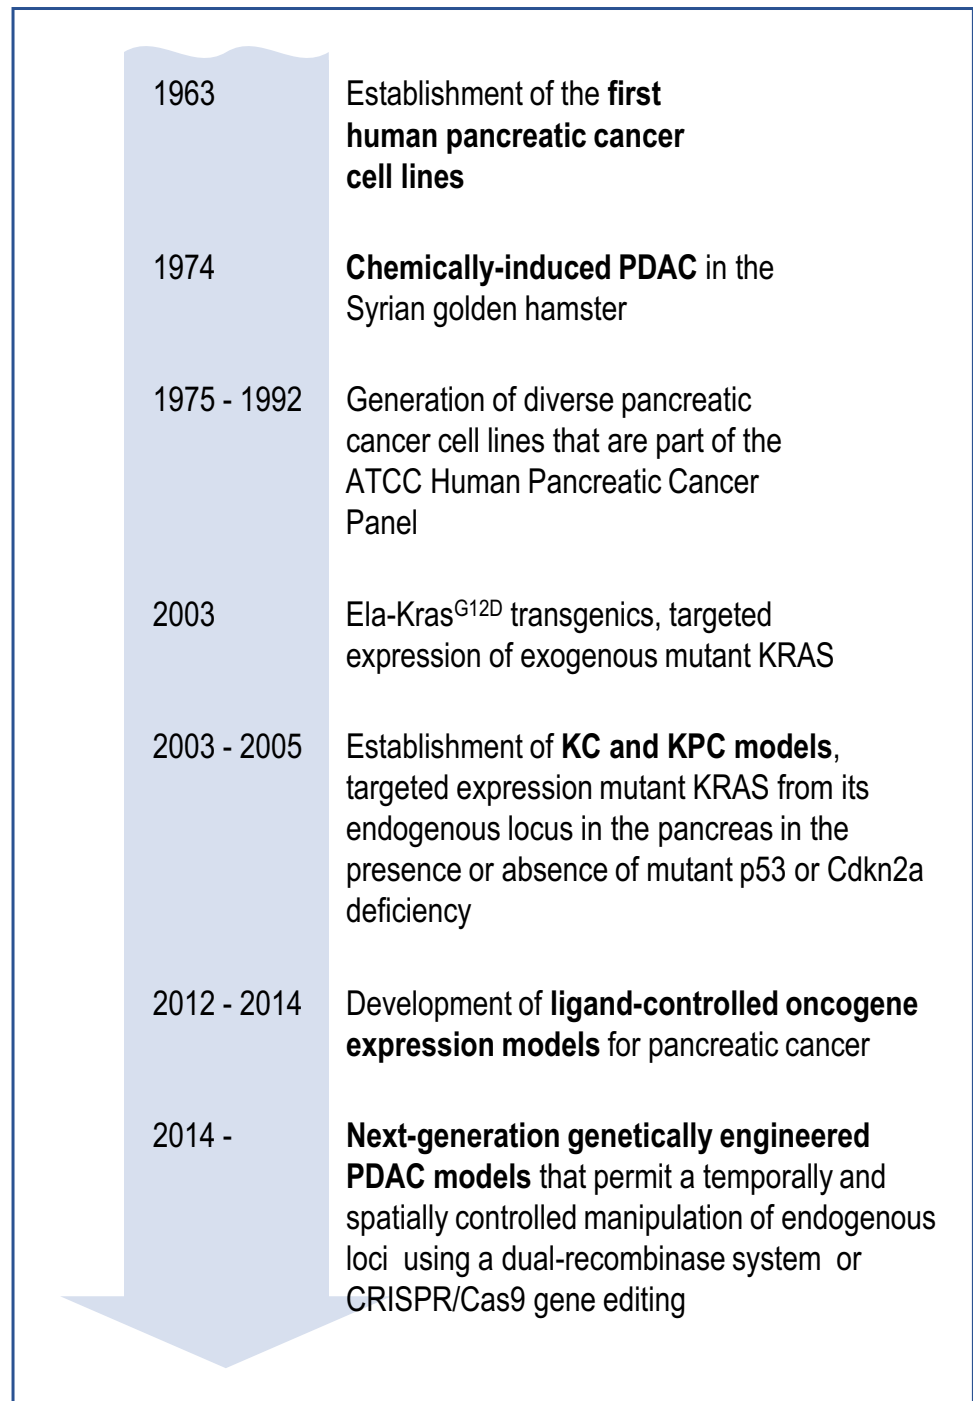 1963 Establishment of the first
human pancreatic cancer
cell lines
1974 Chemically-induced PDAC in the
Syrian golden hamster
1975 - 1992 Generation of diverse pancreatic
cancer cell lines that are part of the
ATCC Human Pancreatic Cancer
Panel
2003 Ela-KrasG12D transgenics, targeted
expression of exogenous mutant KRAS
2003 - 2005 Establishment of KC and KPC models,
targeted expression mutant KRAS from its
endogenous locus in the pancreas in the
presence or absence of mutant p53 or Cdkn2a
deficiency
2012 - 2014 Development of ligand-controlled oncogene
expression models for pancreatic cancer
2014 - Next-generation genetically engineered
PDAC models that permit a temporally and
spatially controlled manipulation of endogenous
loci using a dual-recombinase system or
CRISPR/Cas9 gene editing